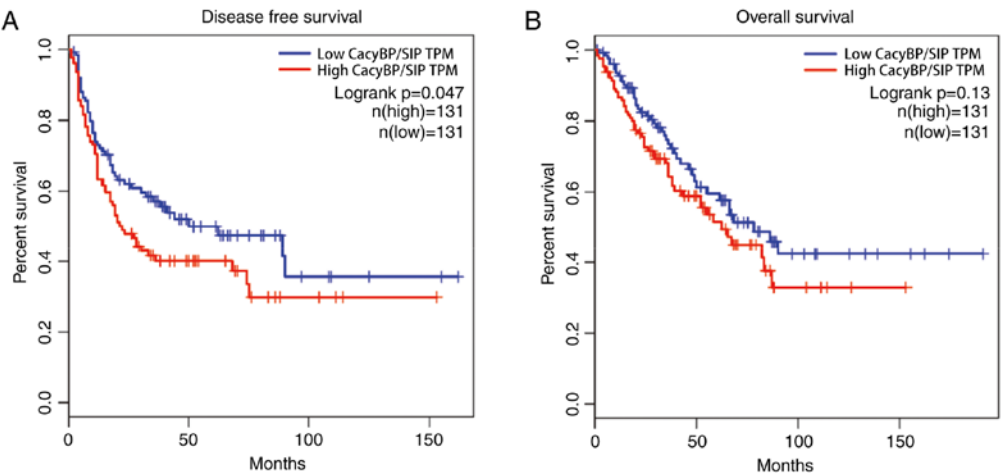 A
Disease free survival
Low CacyBP/SIP TPM
High CacyBP/SIP TPM
Logrank p=0.047
n(high)=131
n(low)=131
Percent survival
1.0
0.8
0.6
0.4
0.2
0.0
0
50
100
150
Months
B
Overall survival
Low CacyBP/SIP TPM
High CacyBP/SIP TPM
Logrank p=0.13
n(high)=131
n(low)=131
Percent survival
1.0
0.8
0.6
0.4
0.2
0.0
0
50
100
150
Months